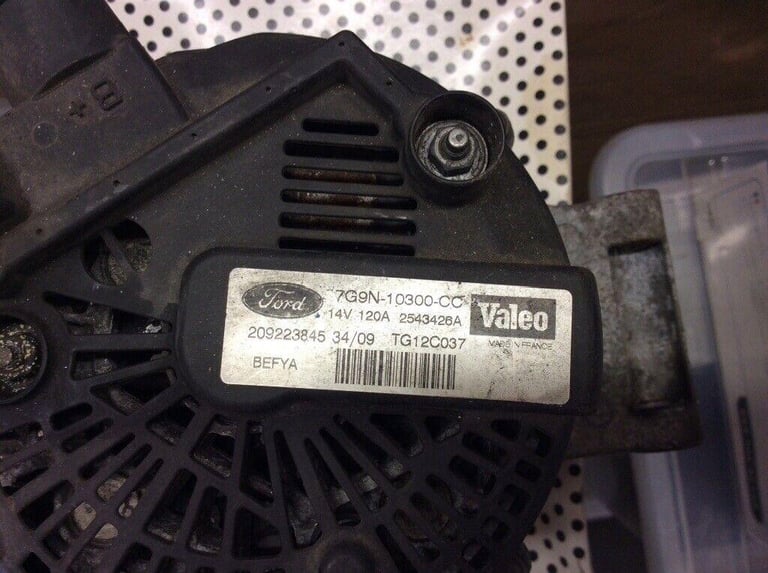 B+
Ford 7G9N-10300-CC Valeo
14V 120A 2543426A
209223845 34/09 TG12C037 MADE IN FRANCE
BEFYA